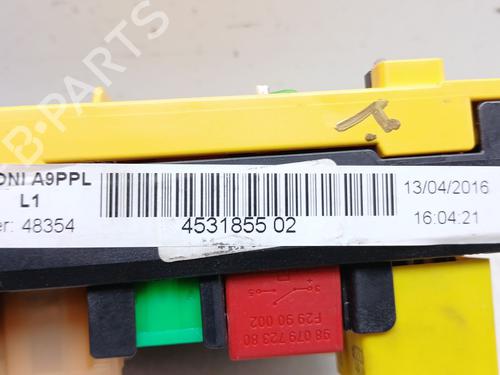 B-PARTS
ONI A9PPL
L1
er: 48354
4531855 02
13/04/2016
16:04:21
98 079 723 80
F29 90 002